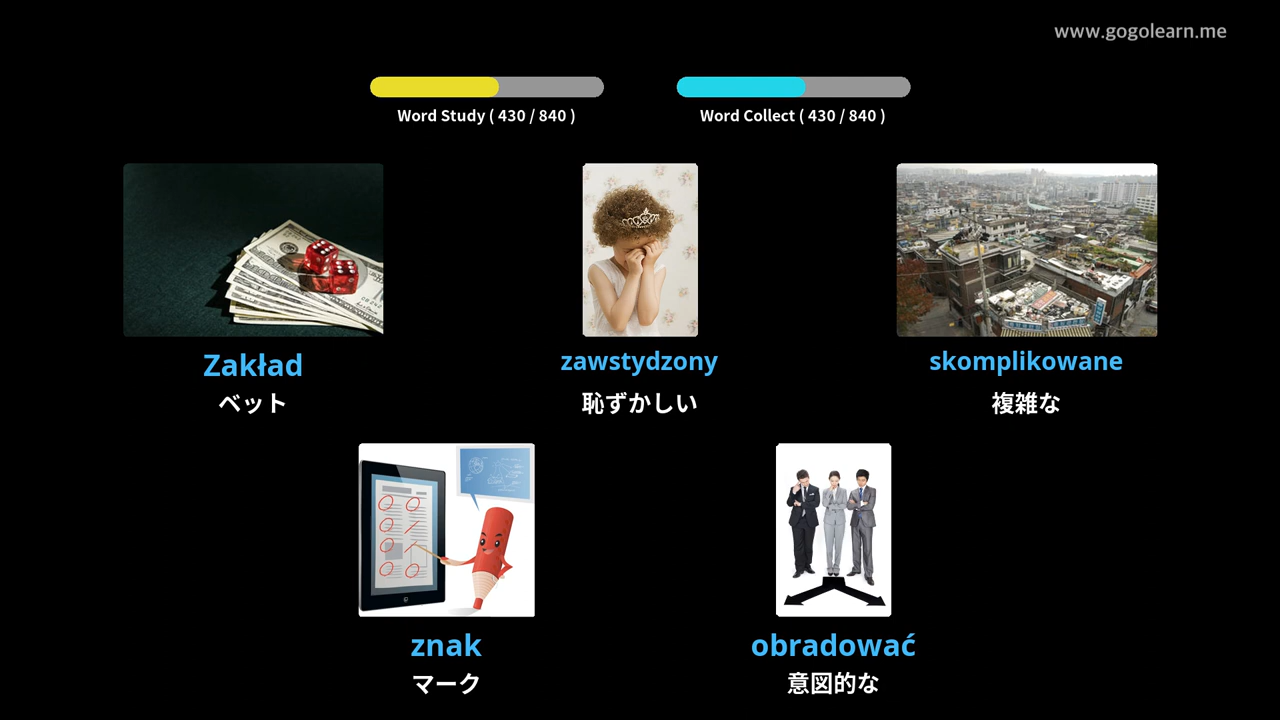 www.gogolearn.me
Word Study ( 430 / 840 )
Word Collect ( 430 / 840 )
Zakład
ベット
zawstydzony
恥ずかしい
skomplikowane
複雑な
znak
マーク
obradować
意図的な